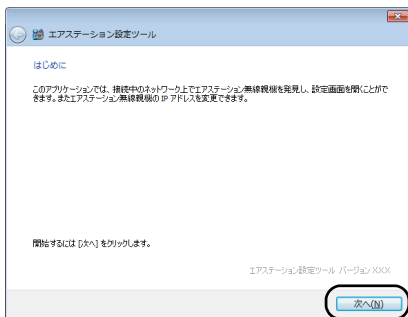 エアステーション設定ツール
はじめに
このアプリケーションでは、接続中のネットワーク上でエアステーション無線親機を発見し、設定画面を開くことがで
きます。またエアステーション無線親機の IP アドレスを変更できます。
開始するには [次へ] をクリックします。
エアステーション設定ツール バージョン XXX
次へ(N)